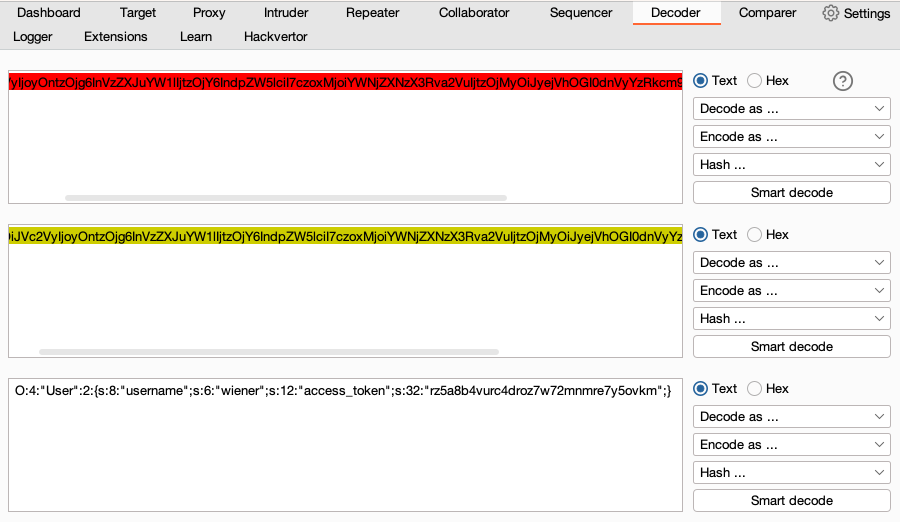 Dashboard Target Proxy Intruder Repeater Collaborator Sequencer Decoder Comparer Settings
Logger Extensions Learn Hackvertor
VyIjoyOntzOjg6InVzZXJuYW1lIjtzOjY6IndpZW5lciI7czoxMjoiYWNjZXNzX3Rva2VuIjtzOjMyOiJyejVhOGI0dnVyYzRkcm9
Text Hex ?
Decode as ...
Encode as ...
Hash ...
Smart decode
OiJVc2VyIjoyOntzOjg6InVzZXJuYW1lIjtzOjY6IndpZW5lciI7czoxMjoiYWNjZXNzX3Rva2VuIjtzOjMyOiJyejVhOGI0dnVyYz
Text Hex
Decode as ...
Encode as ...
Hash ...
Smart decode
O:4:"User":2:{s:8:"username";s:6:"wiener";s:12:"access_token";s:32:"rz5a8b4vurc4droz7w72mnmre7y5ovkm";}
Text Hex
Decode as ...
Encode as ...
Hash ...
Smart decode